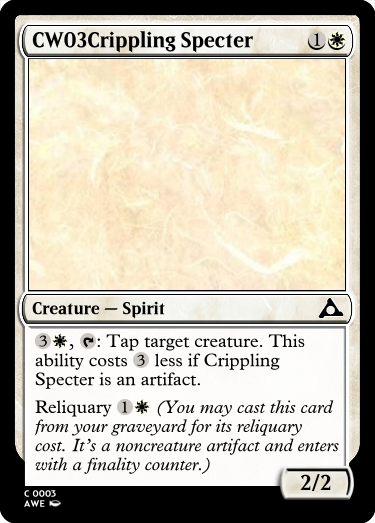 CW03Crippling Specter 1
Creature — Spirit
3, : Tap target creature. This
ability costs 3 less if Crippling
Specter is an artifact.
Reliquary 1 (You may cast this card
from your graveyard for its reliquary
cost. It's a noncreature artifact and enters
with a finality counter.)
2/2
C 0003
AWE